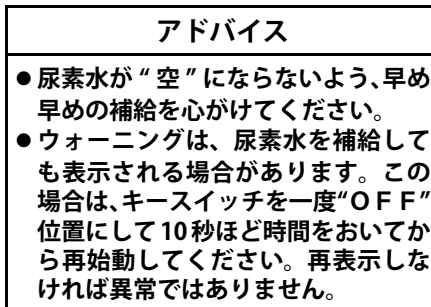 アドバイス
● 尿素水が “ 空 ” にならないよう、早め
早めの補給を心がけてください。
● ウォーニングは、尿素水を補給して
も表示される場合があります。この
場合は、キースイッチを一度“ＯＦＦ”
位置にして 10 秒ほど時間をおいてか
ら再始動してください。再表示しな
ければ異常ではありません。